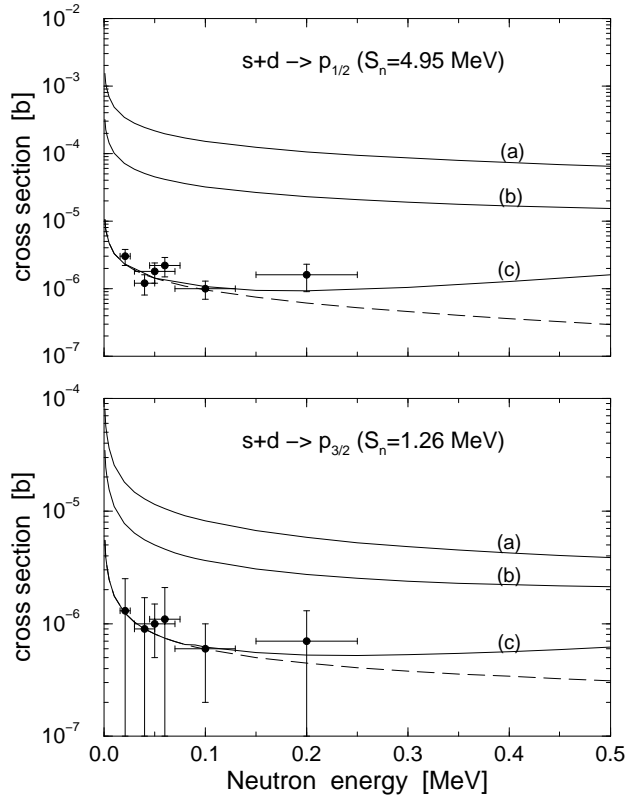 10⁻²
s+d −> p₁/₂ (Sₙ=4.95 MeV)
10⁻³
(a)
10⁻⁴
(b)
10⁻⁵
(c)
10⁻⁶
10⁻⁷
cross section [b]
10⁻⁴
s+d −> p₃/₂ (Sₙ=1.26 MeV)
10⁻⁵
(a)
(b)
(c)
10⁻⁶
10⁻⁷
cross section [b]
0.0 0.1 0.2 0.3 0.4 0.5
Neutron energy [MeV]